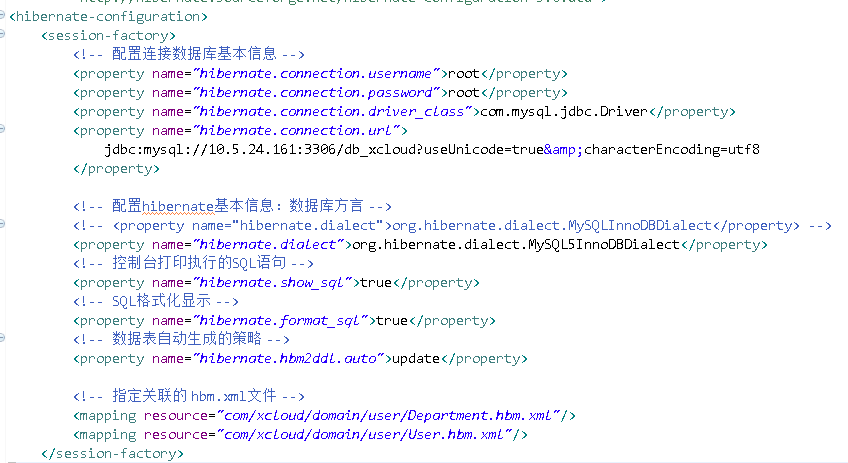 <hibernate-configuration>
<session-factory>
<!-- 配置连接数据库基本信息 -->
<property name="hibernate.connection.username">root</property>
<property name="hibernate.connection.password">root</property>
<property name="hibernate.connection.driver_class">com.mysql.jdbc.Driver</property>
<property name="hibernate.connection.url">
jdbc:mysql://10.5.24.161:3306/db_xcloud?useUnicode=true&amp;characterEncoding=utf8
</property>
<!-- 配置hibernate基本信息：数据库方言 -->
<!-- <property name="hibernate.dialect">org.hibernate.dialect.MySQLInnoDBDialect</property> -->
<property name="hibernate.dialect">org.hibernate.dialect.MySQL5InnoDBDialect</property>
<!-- 控制台打印执行的SQL语句 -->
<property name="hibernate.show_sql">true</property>
<!-- SQL格式化显示 -->
<property name="hibernate.format_sql">true</property>
<!-- 数据表自动生成的策略 -->
<property name="hibernate.hbm2ddl.auto">update</property>
<!-- 指定关联的 hbm.xml文件 -->
<mapping resource="com/xcloud/domain/user/Department.hbm.xml"/>
<mapping resource="com/xcloud/domain/user/User.hbm.xml"/>
</session-factory>